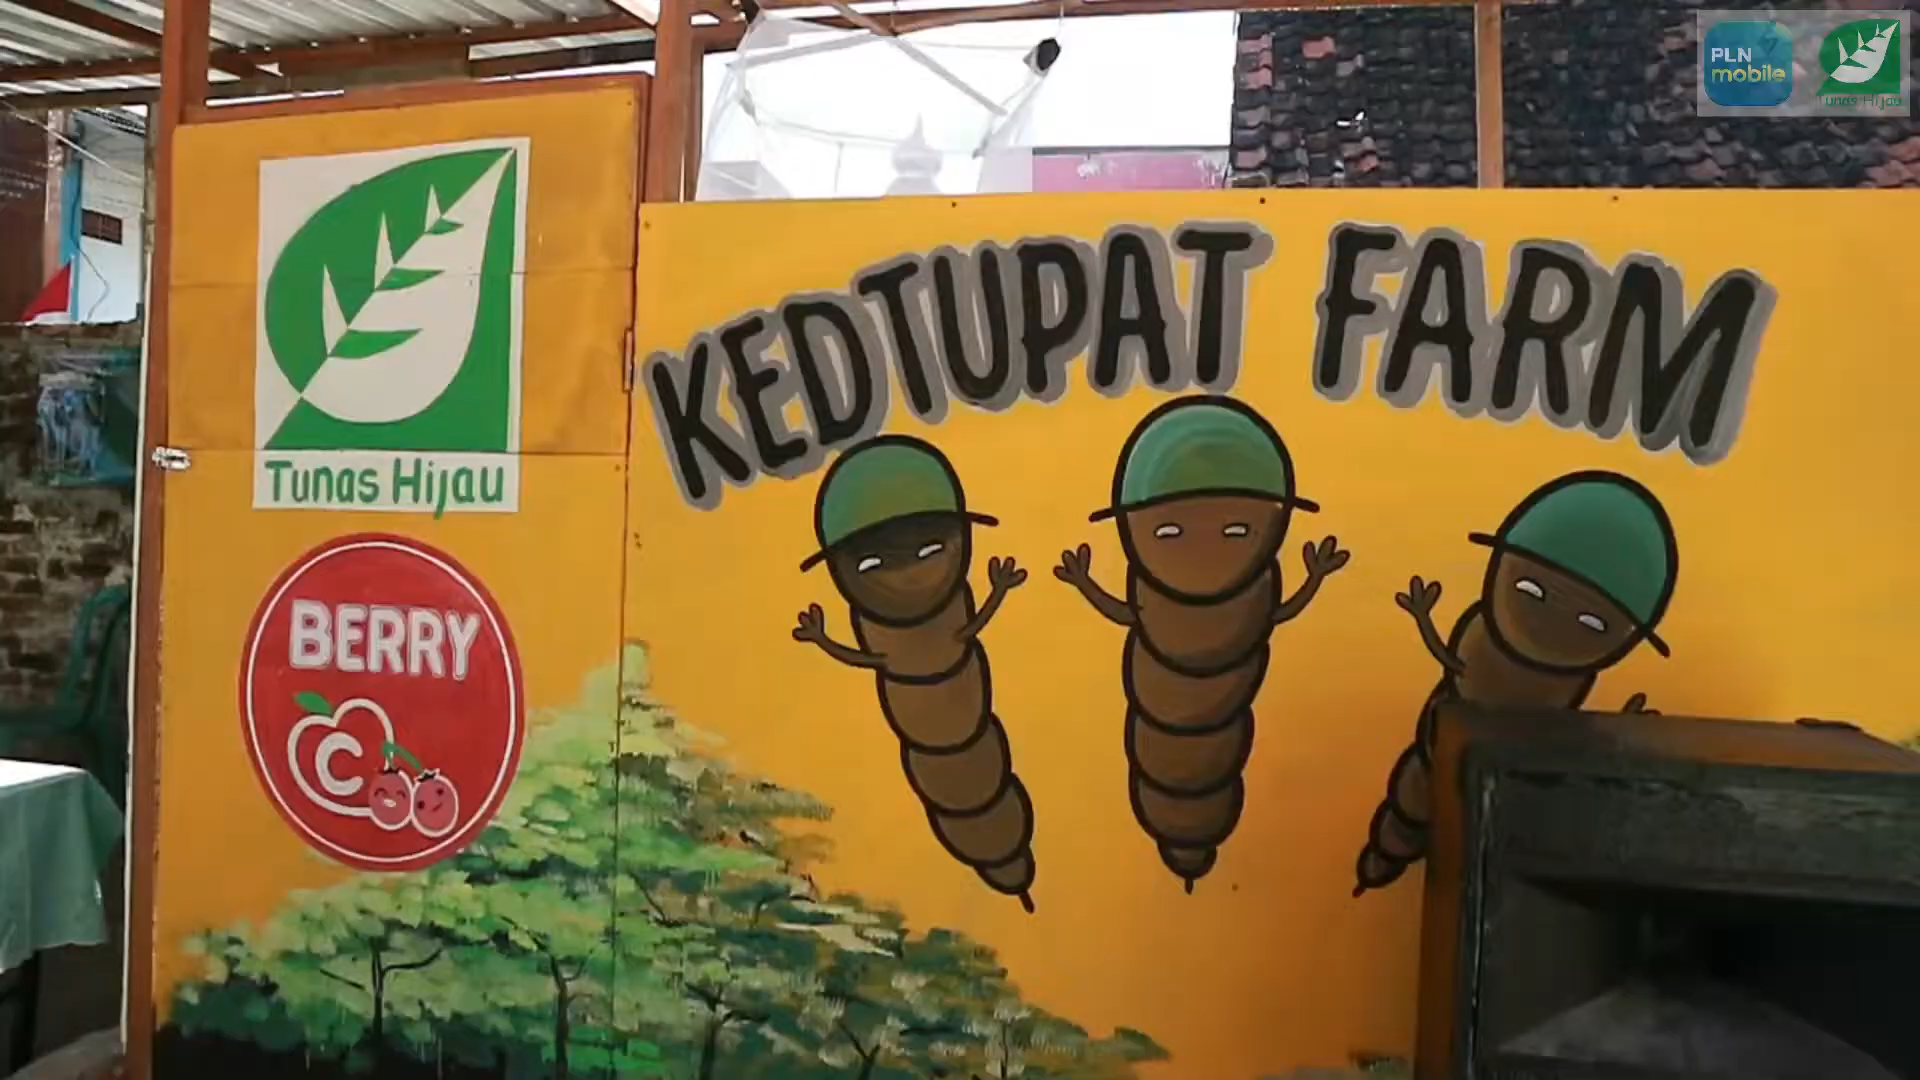 PLN
mobile
Tunas Hijau
KEDTUPAT FARM
Tunas Hijau
BERRY
C